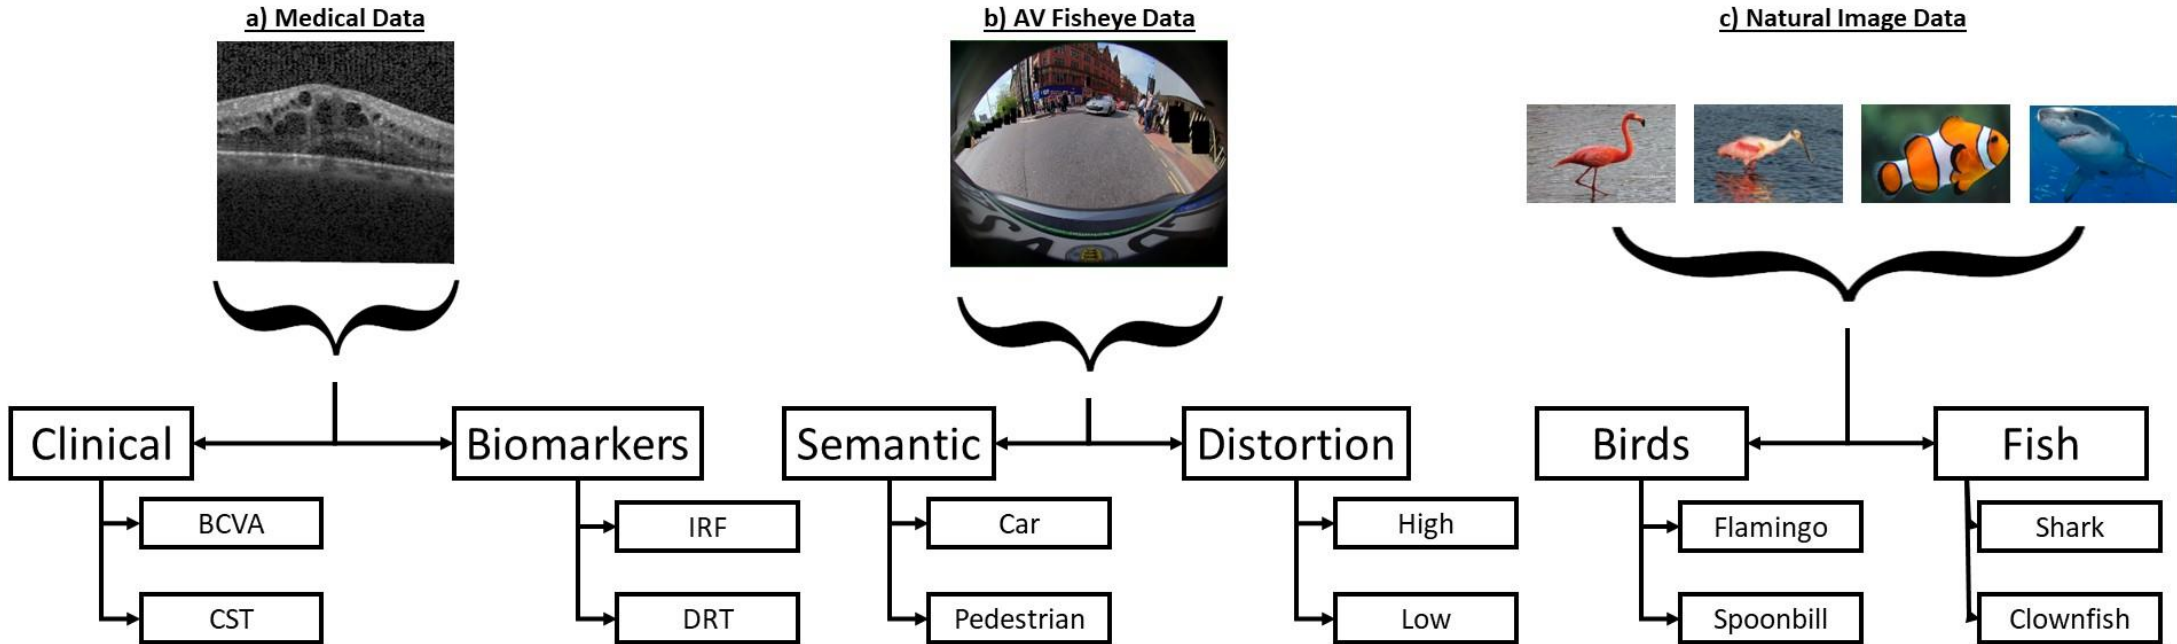 a) Medical Data
b) AV Fisheye Data
c) Natural Image Data
Clinical
BCVA
CST
Biomarkers
IRF
DRT
Semantic
Car
Pedestrian
Distortion
High
Low
Birds
Flamingo
Spoonbill
Fish
Shark
Clownfish